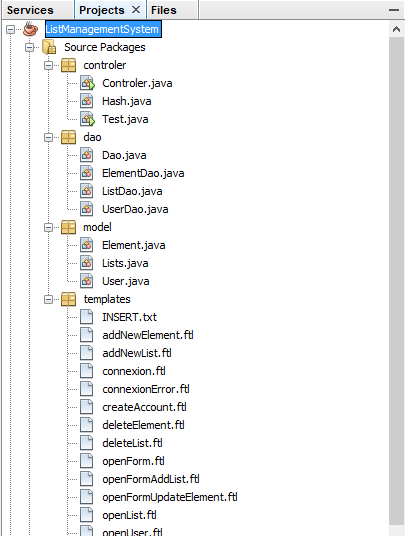 Services Projects Files
ListManagementSystem
Source Packages
controler
Controler.java
Hash.java
Test.java
dao
Dao.java
ElementDao.java
ListDao.java
UserDao.java
model
Element.java
Lists.java
User.java
templates
INSERT.txt
addNewElement.ftl
addNewList.ftl
connexion.ftl
connexionError.ftl
createAccount.ftl
deleteElement.ftl
deleteList.ftl
openForm.ftl
openFormAddList.ftl
openFormUpdateElement.ftl
openList.ftl
openUser.ftl